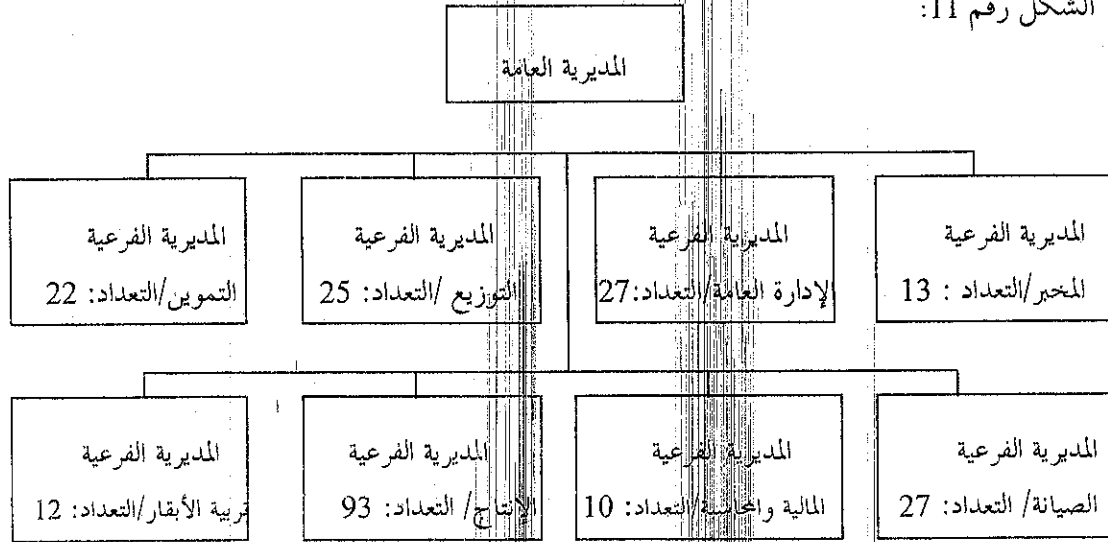 الشكل رقم 11:
المديرية العامة
المديرية الفرعية
المخبر/التعداد : 13
المديرية الفرعية
لإدارة العامة/التعداد:27
المديرية الفرعية
التوزيع /التعداد: 25
المديرية الفرعية
التموين/التعداد: 22
المديرية الفرعية
الصيانة/ التعداد: 27
المديرية الفرعية
المالية والمحاسبة/التعداد: 10
المديرية الفرعية
الإنتاج/ التعداد: 93
المديرية الفرعية
تربية الأبقار/التعداد: 12